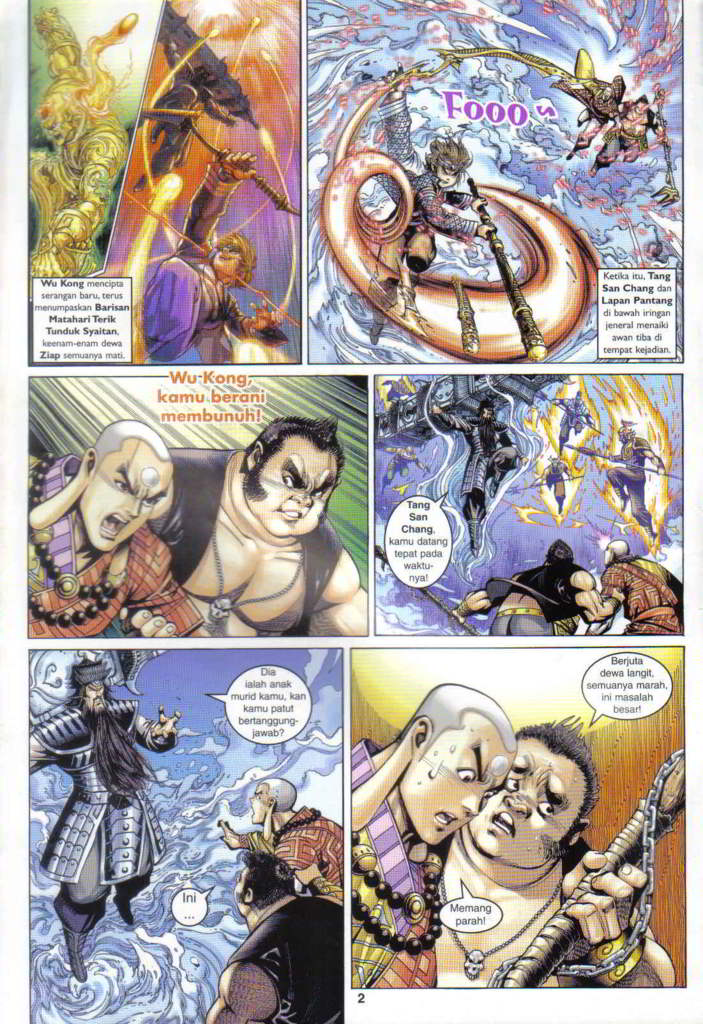 Wu Kong mencipta
serangan baru, terus
menumpaskan Barisan
Matahari Terik
Tunduk Syaitan,
keenam-enam dewa
Ziap semuanya mati.
Fooo~
Ketika itu, Tang
San Chang dan
Lapan Pantang
di bawah iringan
jeneral menaiki
awan tiba di
tempat kejadian.
Wu Kong,
kamu berani
membunuh!
Tang
San
Chang,
kamu datang
tepat pada
waktu-
nya!
Dia
ialah anak
murid kamu, kan
kamu patut
bertanggung-
jawab?
Ini
...
Berjuta
dewa langit,
semuanya marah,
ini masalah
besar!
Memang
parah!
2